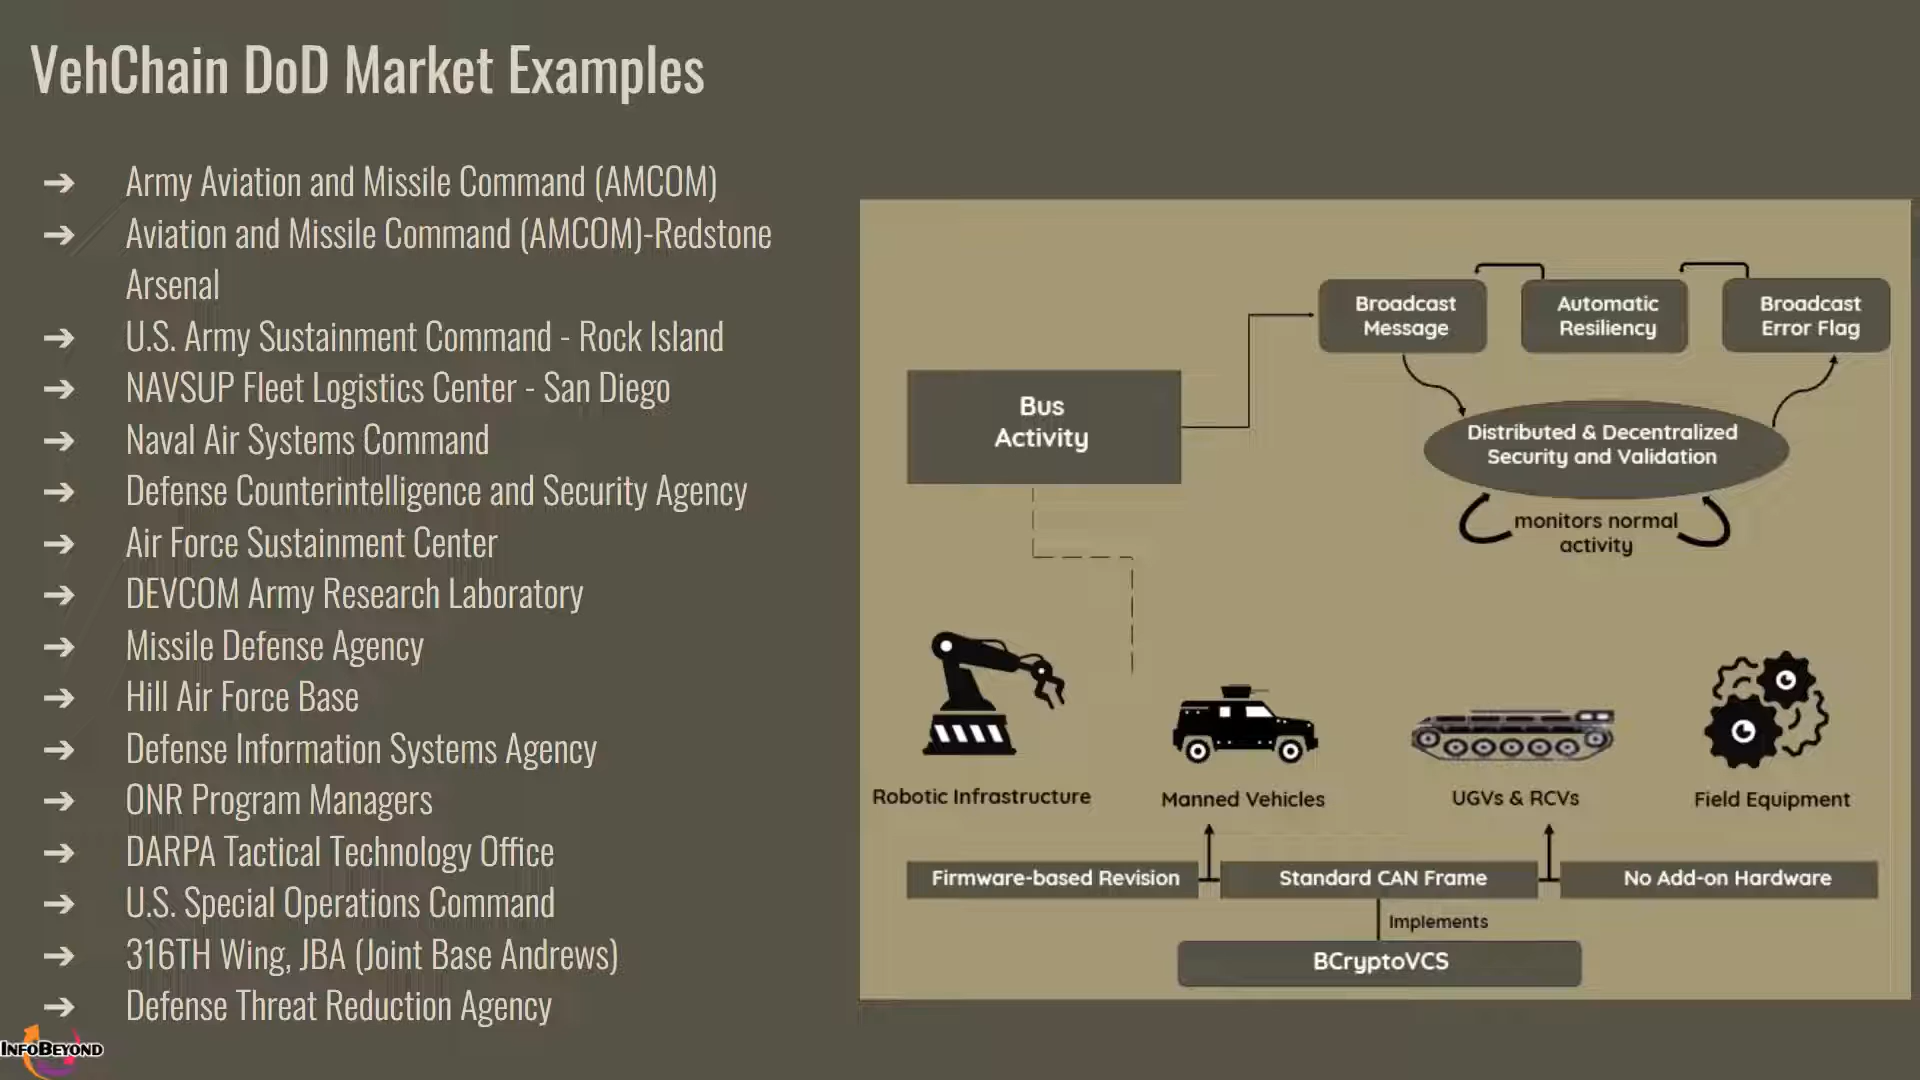 VehChain DoD Market Examples
➔ Army Aviation and Missile Command (AMCOM)
➔ Aviation and Missile Command (AMCOM)-Redstone
Arsenal
➔ U.S. Army Sustainment Command - Rock Island
➔ NAVSUP Fleet Logistics Center - San Diego
➔ Naval Air Systems Command
➔ Defense Counterintelligence and Security Agency
➔ Air Force Sustainment Center
➔ DEVCOM Army Research Laboratory
➔ Missile Defense Agency
➔ Hill Air Force Base
➔ Defense Information Systems Agency
➔ ONR Program Managers
➔ DARPA Tactical Technology Office
➔ U.S. Special Operations Command
➔ 316TH Wing, JBA (Joint Base Andrews)
➔ Defense Threat Reduction Agency
INFOBEYOND
Bus
Activity
Broadcast
Message
Automatic
Resiliency
Broadcast
Error Flag
Distributed & Decentralized
Security and Validation
monitors normal
activity
Robotic Infrastructure
Manned Vehicles
UGVs & RCVs
Field Equipment
Firmware-based Revision
Standard CAN Frame
No Add-on Hardware
Implements
BCryptoVCS